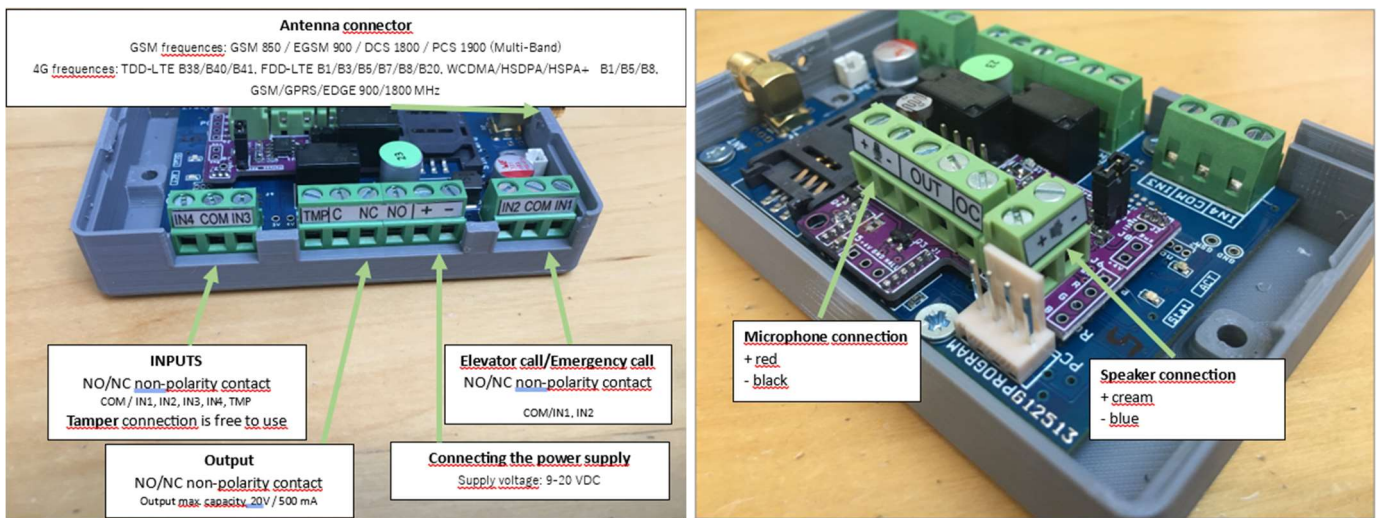 Antenna connector
GSM frequences: GSM 850 / EGSM 900 / DCS 1800 / PCS 1900 (Multi-Band)
4G frequences: TDD-LTE B38/B40/B41, FDD-LTE B1/B3/B5/B7/B8/B20, WCDMA/HSDPA/HSPA+ B1/B5/B8,
GSM/GPRS/EDGE 900/1800 MHz
IN4 COM IN3
TMP C NC NO + -
IN2 COM IN1
INPUTS
NO/NC non-polarity contact
COM / IN1, IN2, IN3, IN4, TMP
Tamper connection is free to use
Output
NO/NC non-polarity contact
Output max. capacity 20V / 500 mA
Elevator call/Emergency call
NO/NC non-polarity contact
COM/IN1, IN2
Connecting the power supply
Supply voltage: 9-20 VDC
+ - OUT OC
+ -
IN4 COM IN3
Microphone connection
+ red
- black
Speaker connection
+ cream
- blue
Stat
ACT
PROGRAM